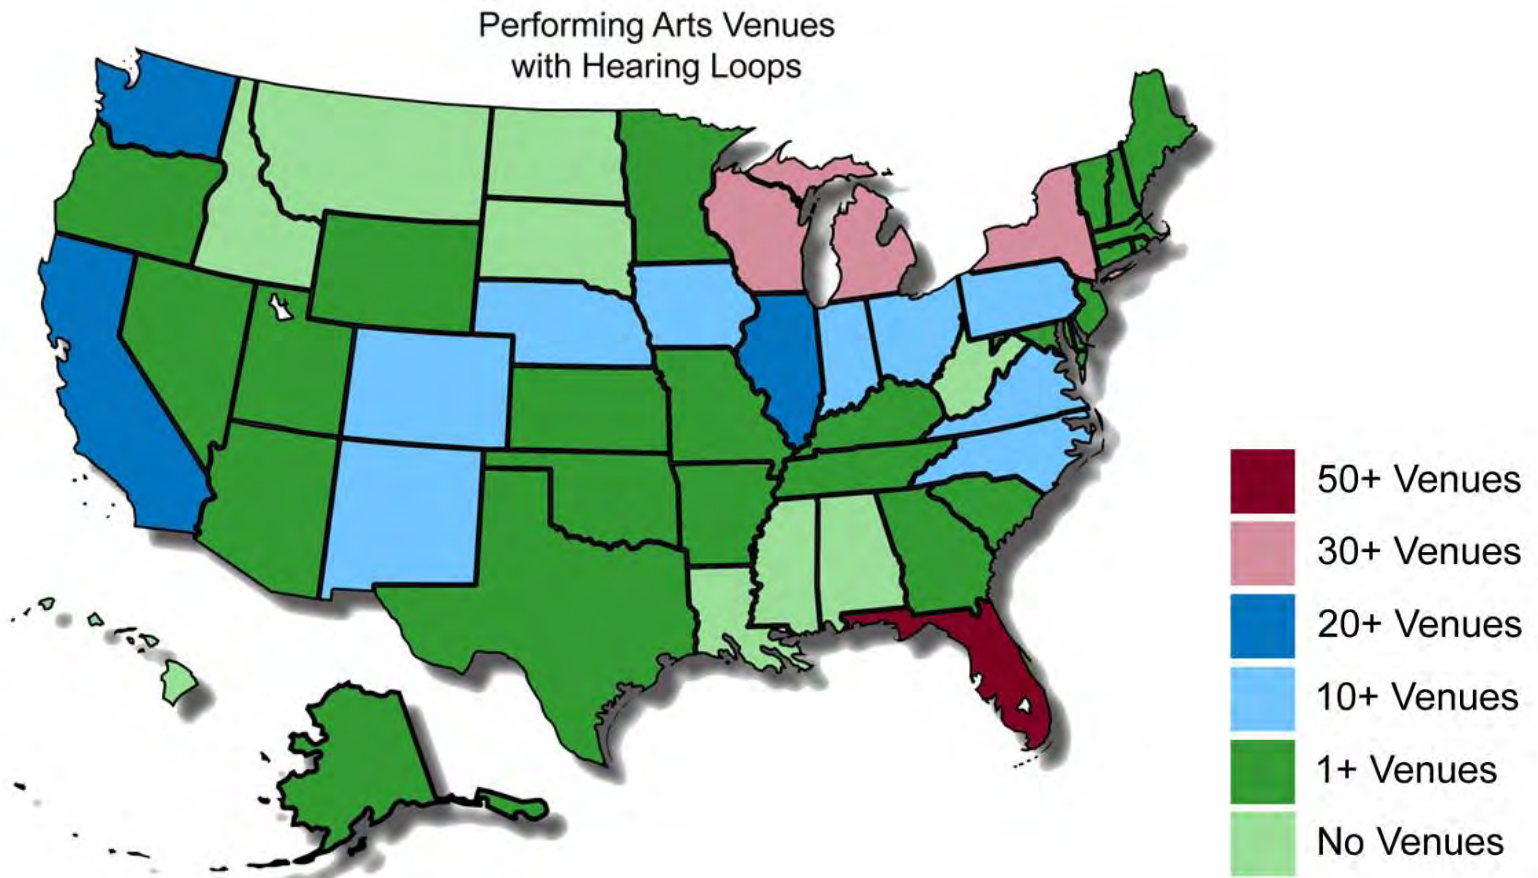 Performing Arts Venues
with Hearing Loops
50+ Venues
30+ Venues
20+ Venues
10+ Venues
1+ Venues
No Venues